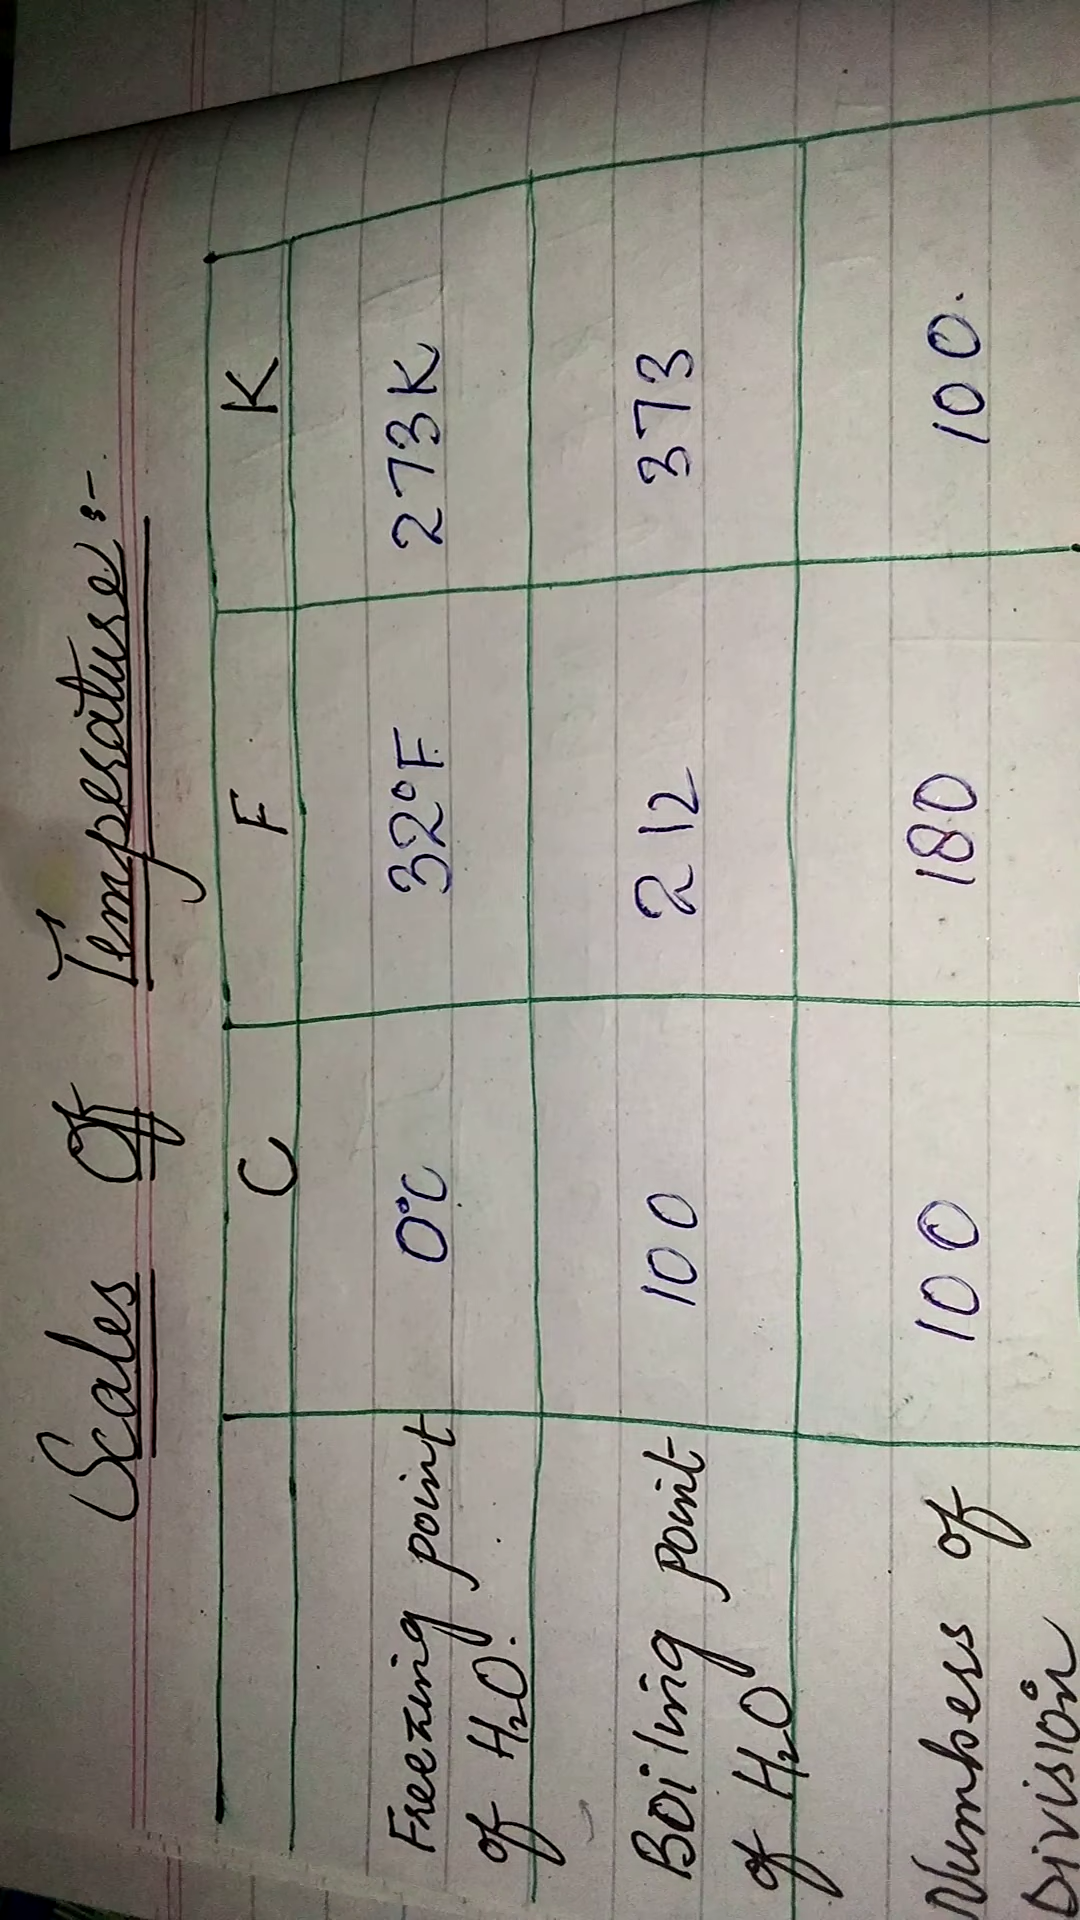 Scales Of Temperature :-
C F K
Freezing point 0°C 32°F 273K
of H₂O.
Boiling point 100 212 373
of H₂O
Number of 100 180 100.
Division